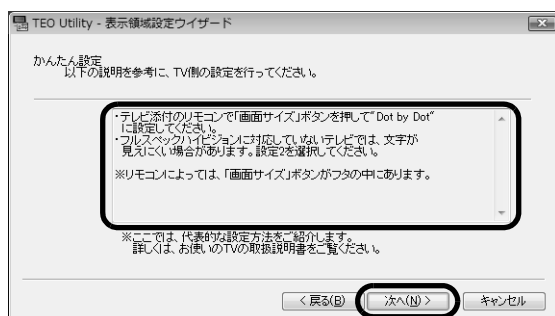 TEO Utility - 表示領域設定ウィザード
かんたん設定
以下の説明を参考に、TV側の設定を行ってください。
・テレビ添付のリモコンで「画面サイズ」ボタンを押して"Dot by Dot"
に設定してください。
・フルスペックハイビジョンに対応していないテレビでは、文字が
見えにくい場合があります。設定2を選択してください。
※リモコンによっては、「画面サイズ」ボタンがフタの中にあります。
※ここでは、代表的な設定方法をご紹介します。
詳しくは、お使いのTVの取扱説明書をご覧ください。
< 戻る(B)
次へ(N) >
キャンセル